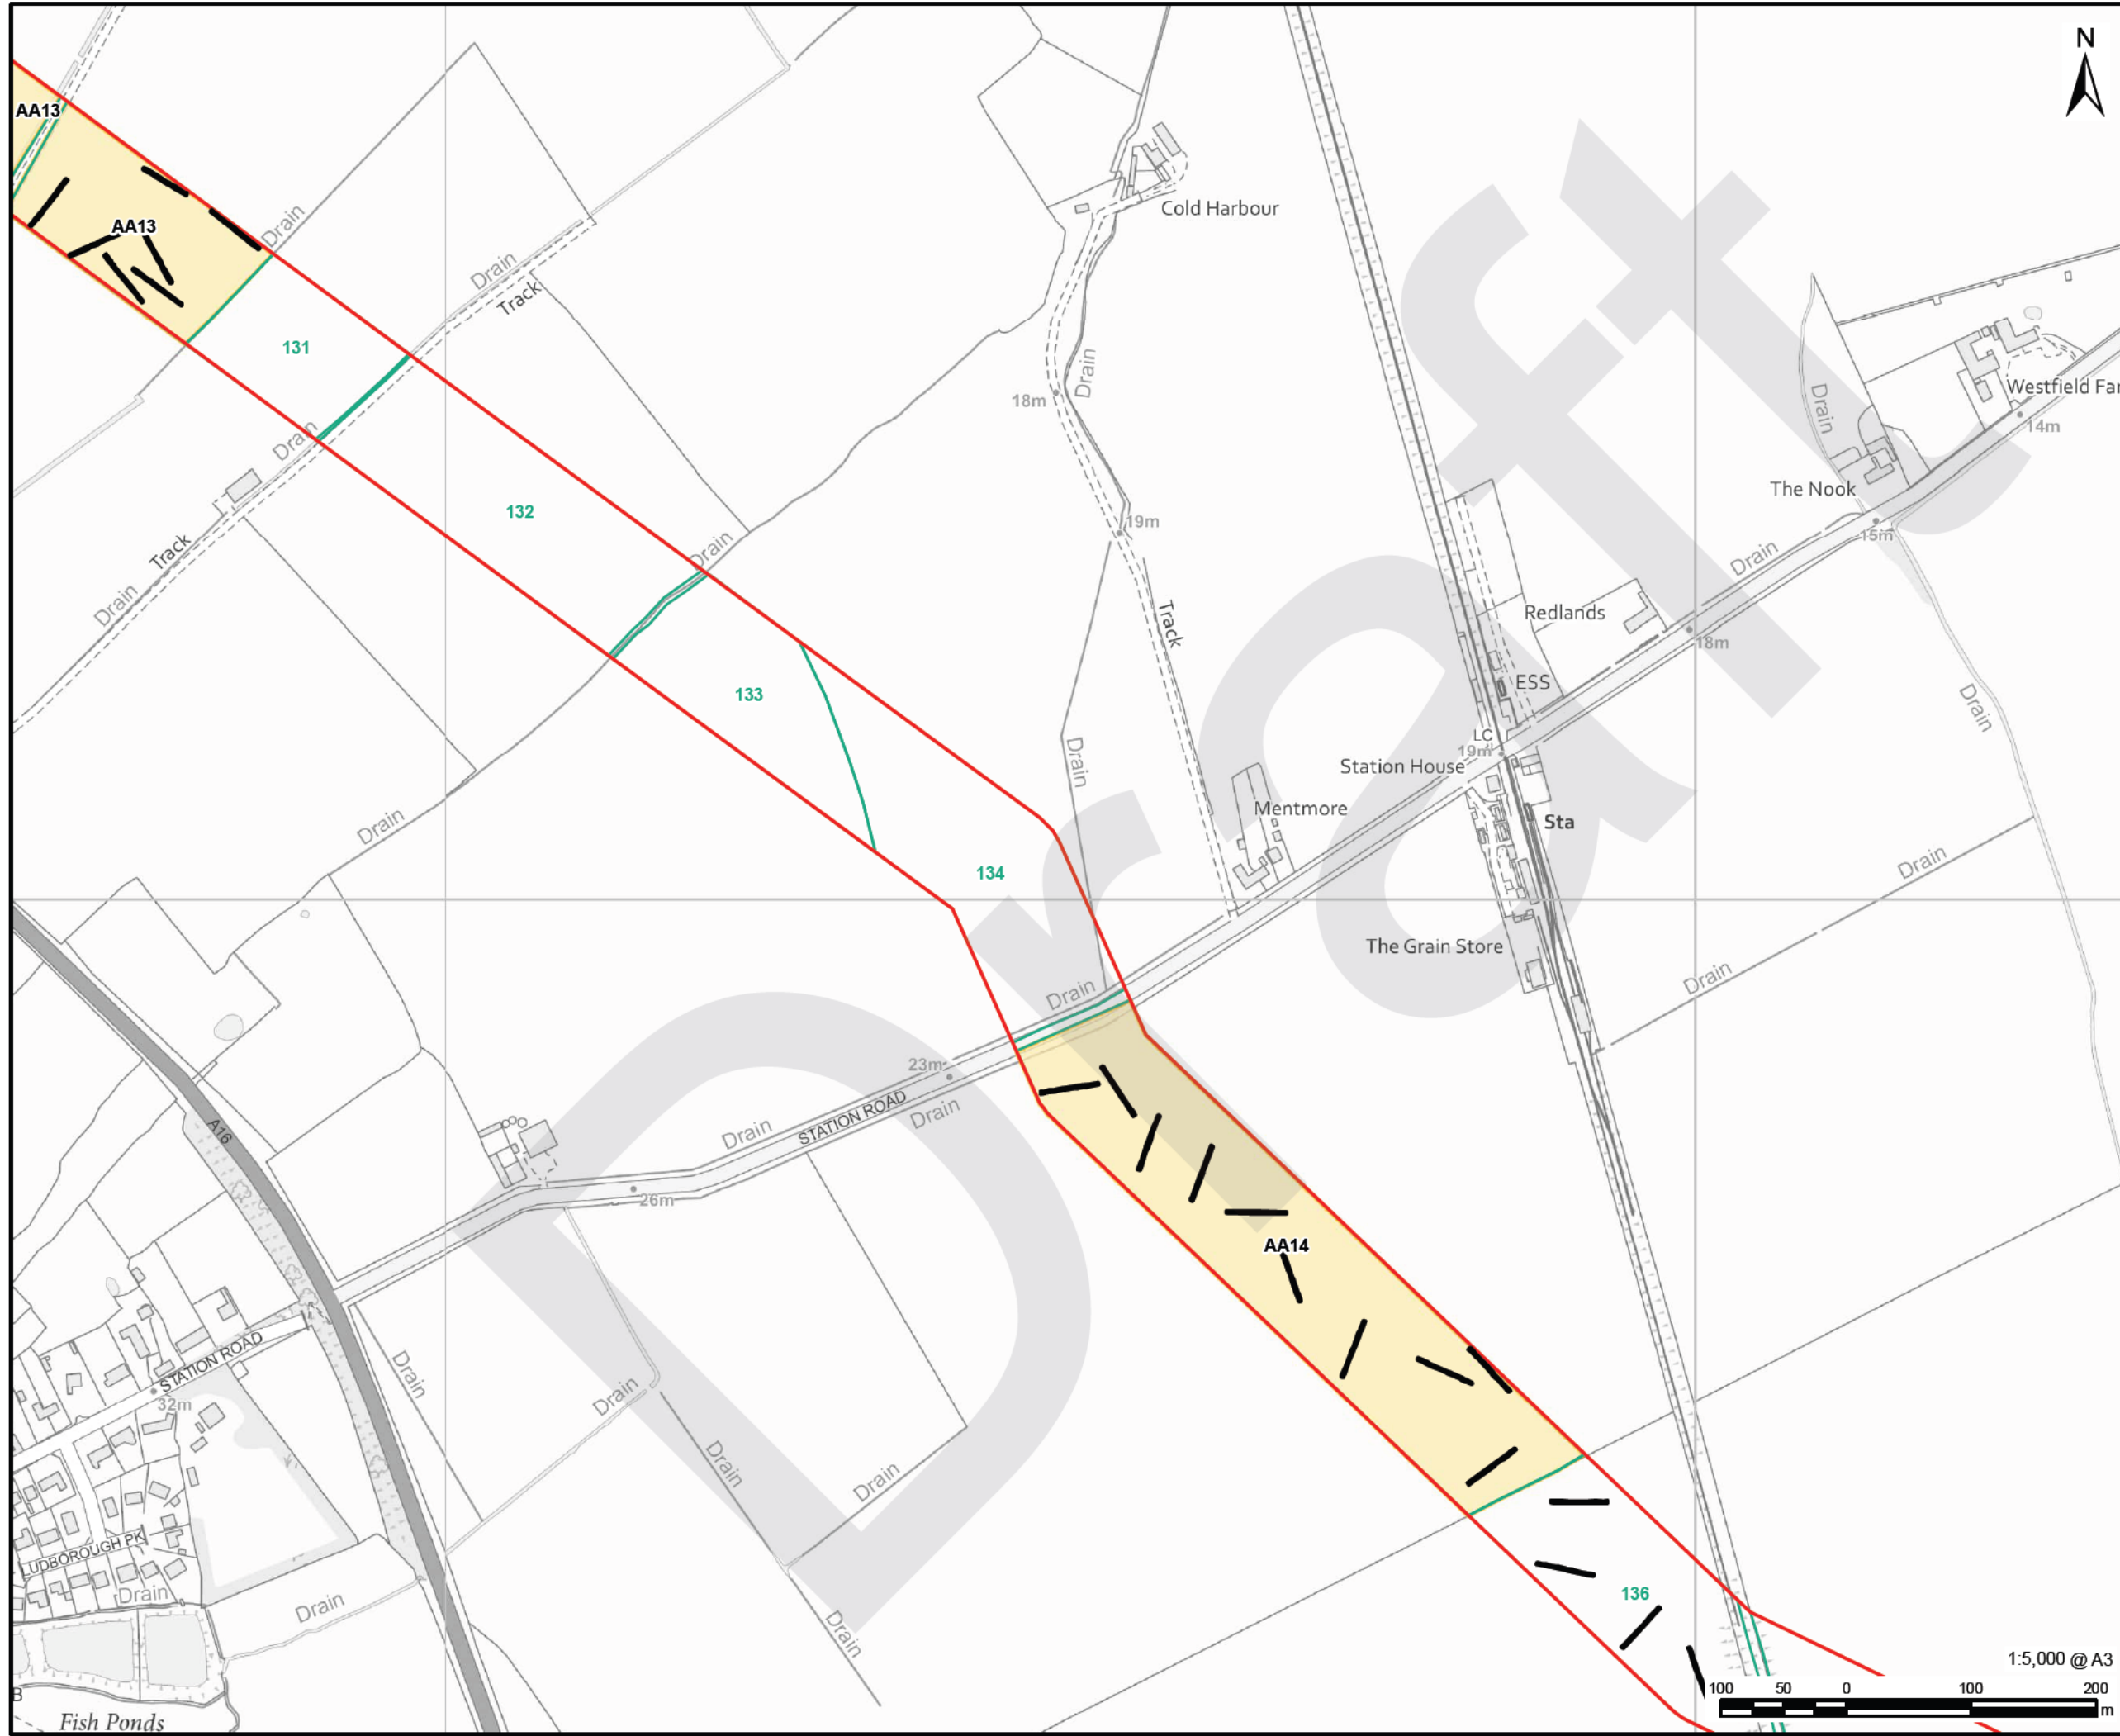 N
AA13
AA13
Drain
Cold Harbour
Drain
Track
131
Drain
18m
Drain
Westfield Far
14m
Drain
132
19m
The Nook
15m
Drain
Track
Drain
Drain
Track
Redlands
18m
ESS
133
Drain
LC
19m
Station House
Drain
Mentmore
Sta
Drain
134
Drain
The Grain Store
Drain
Drain
23m
STATION ROAD
Drain
Drain
A16
26m
AA14
STATION ROAD
32m
Drain
Drain
Drain
Drain
LUDBOROUGH PK
Drain
Drain
Drain
136
B
Fish Ponds
1:5,000 @ A3
100 50 0 100 200
m
Draft